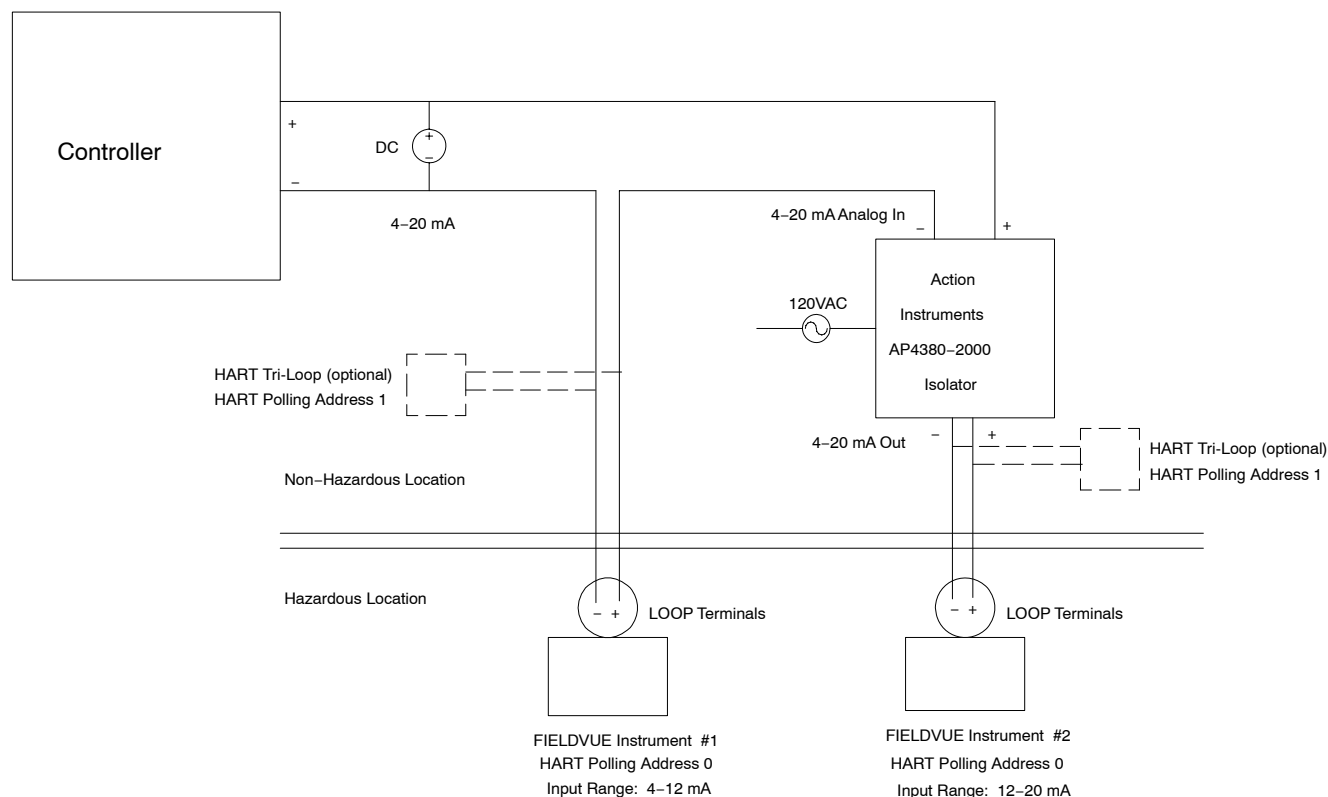 +
Controller
DC
+
−
−
4−20 mA
4−20 mA Analog In
−
+
Action
Instruments
AP4380−2000
Isolator
120VAC
HART Tri-Loop (optional)
HART Polling Address 1
4−20 mA Out
−
+
HART Tri-Loop (optional)
HART Polling Address 1
Non−Hazardous Location
Hazardous Location
− +
LOOP Terminals
− +
LOOP Terminals
FIELDVUE Instrument #1
HART Polling Address 0
Input Range: 4−12 mA
FIELDVUE Instrument #2
HART Polling Address 0
Input Range: 12−20 mA